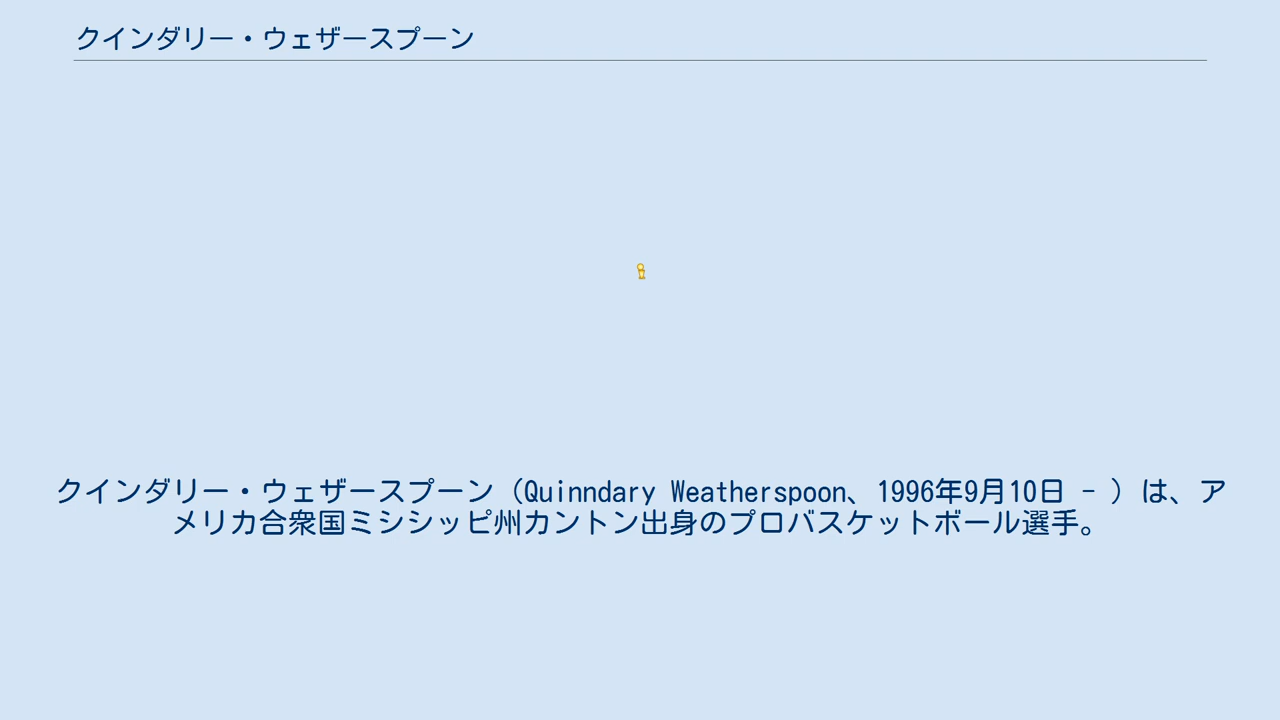 クインダリー・ウェザースプーン
クインダリー・ウェザースプーン（Quinndary Weatherspoon、1996年9月10日 - ）は、ア
メリカ合衆国ミシシッピ州カントン出身のプロバスケットボール選手。